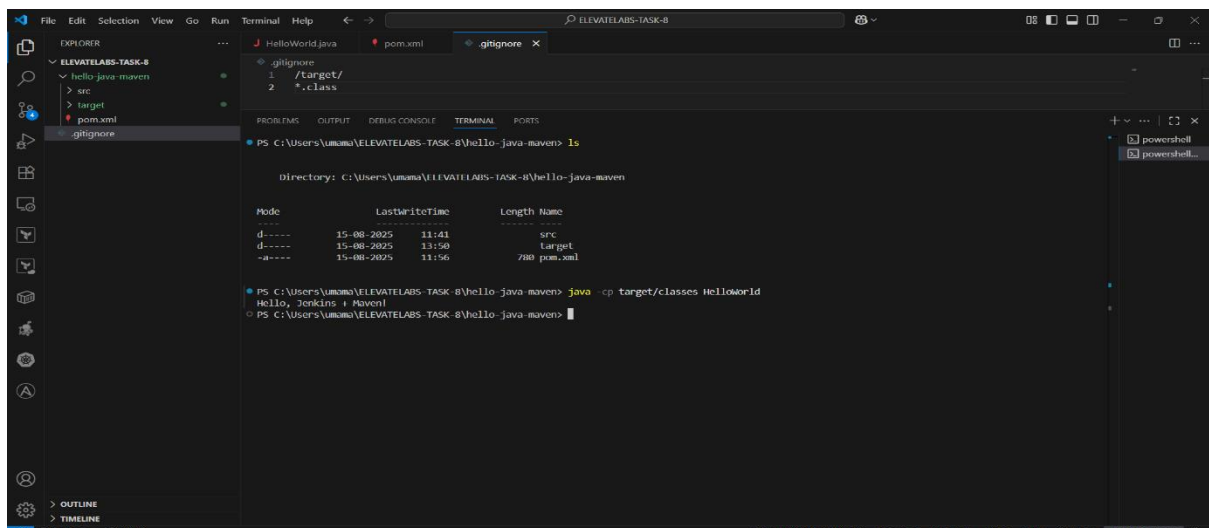 File Edit Selection View Go Run Terminal Help
ELEVATELABS-TASK-8
EXPLORER
HelloWorld.java
pom.xml
.gitignore
ELEVATELABS-TASK-8
hello-java-maven
src
target
pom.xml
.gitignore
.gitignore
1 /target/
2 *.class
PROBLEMS OUTPUT DEBUG CONSOLE TERMINAL PORTS
powershell
powershell...
PS C:\Users\umama\ELEVATELABS-TASK-8\hello-java-maven> ls
Directory: C:\Users\umama\ELEVATELABS-TASK-8\hello-java-maven
Mode LastWriteTime Length Name
---- ------------- ------ ----
d----- 15-08-2025 11:41 src
d----- 15-08-2025 13:50 target
-a---- 15-08-2025 11:56 780 pom.xml
PS C:\Users\umama\ELEVATELABS-TASK-8\hello-java-maven> java -cp target/classes HelloWorld
Hello, Jenkins + Maven!
PS C:\Users\umama\ELEVATELABS-TASK-8\hello-java-maven>
OUTLINE
TIMELINE